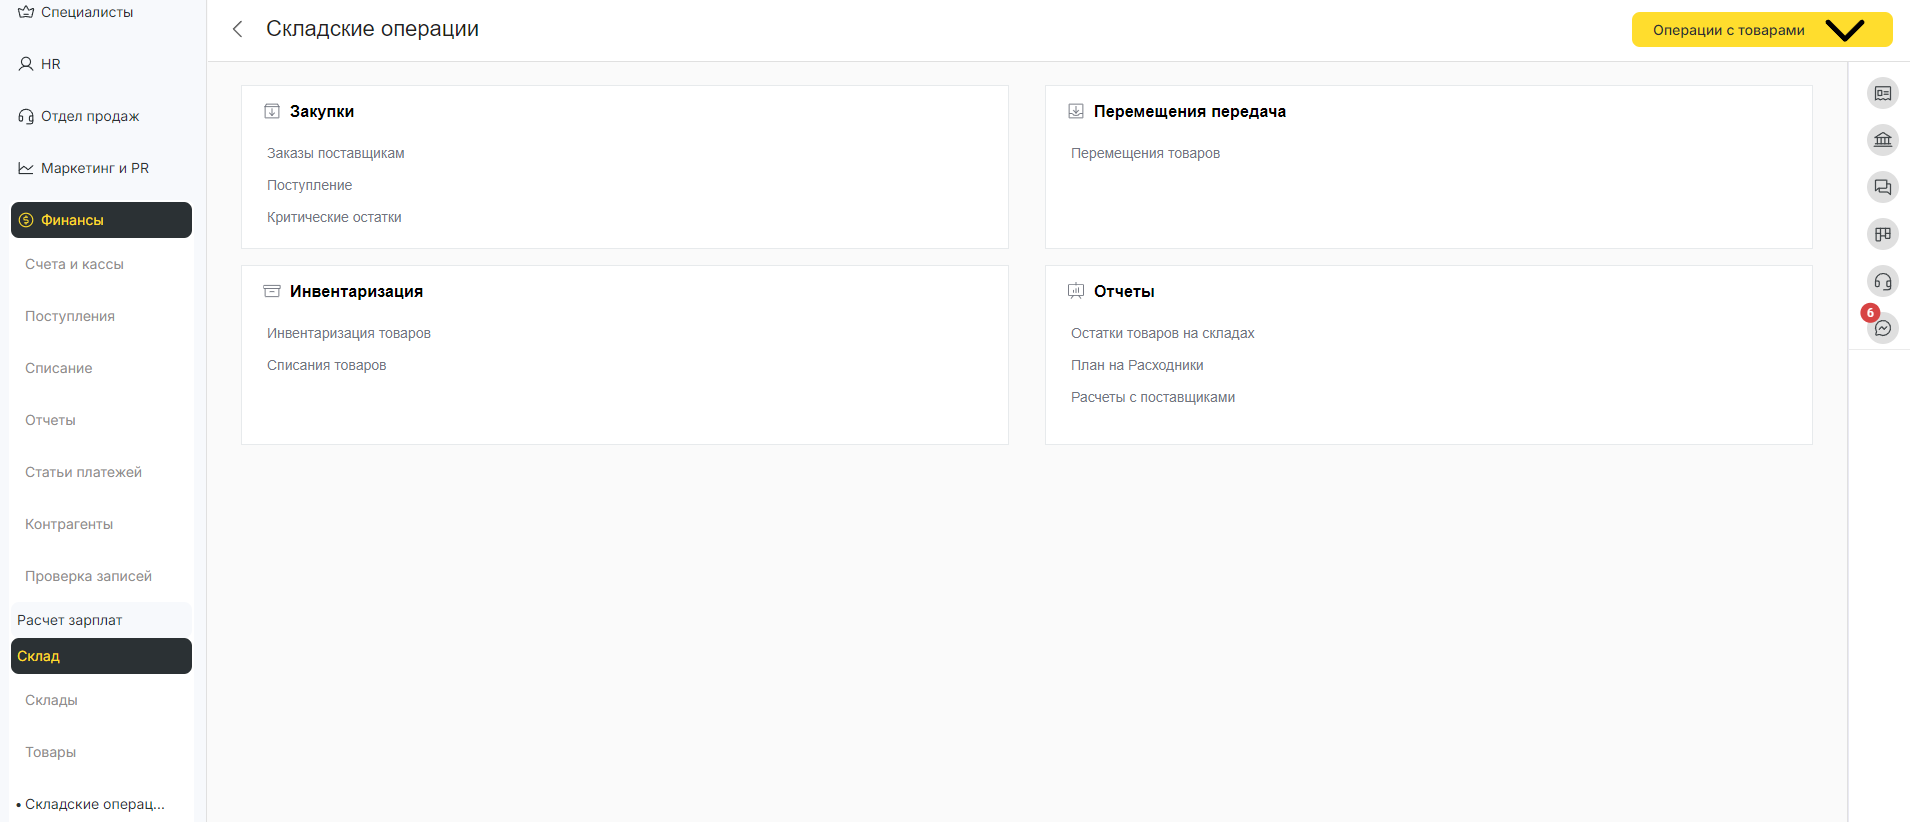 Специалисты
HR
Отдел продаж
Маркетинг и PR
Финансы
Счета и кассы
Поступления
Списание
Отчеты
Статьи платежей
Контрагенты
Проверка записей
Расчет зарплат
Склад
Склады
Товары
• Складские операц...
Складские операции
Операции с товарами
Закупки
Заказы поставщикам
Поступление
Критические остатки
Перемещения передача
Перемещения товаров
Инвентаризация
Инвентаризация товаров
Списания товаров
Отчеты
Остатки товаров на складах
План на Расходники
Расчеты с поставщиками
6